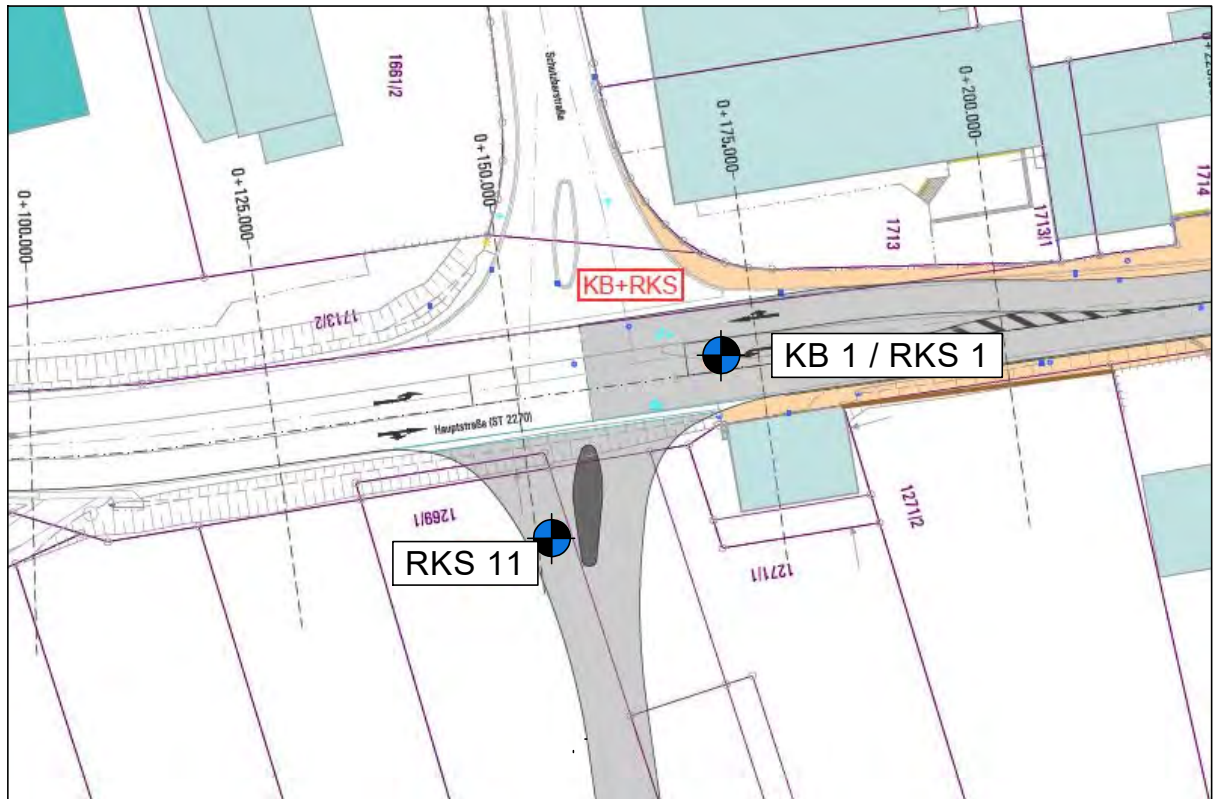 1661/2
Schutzbarstraße
0+200.000
0+175.000
0+150.000
0+125.000
0+100.000
1714
1713/1
1713
KB+RKS
1713/2
KB 1 / RKS 1
Hauptstraße (ST 2270)
1269/1
1271/2
RKS 11
1271/1